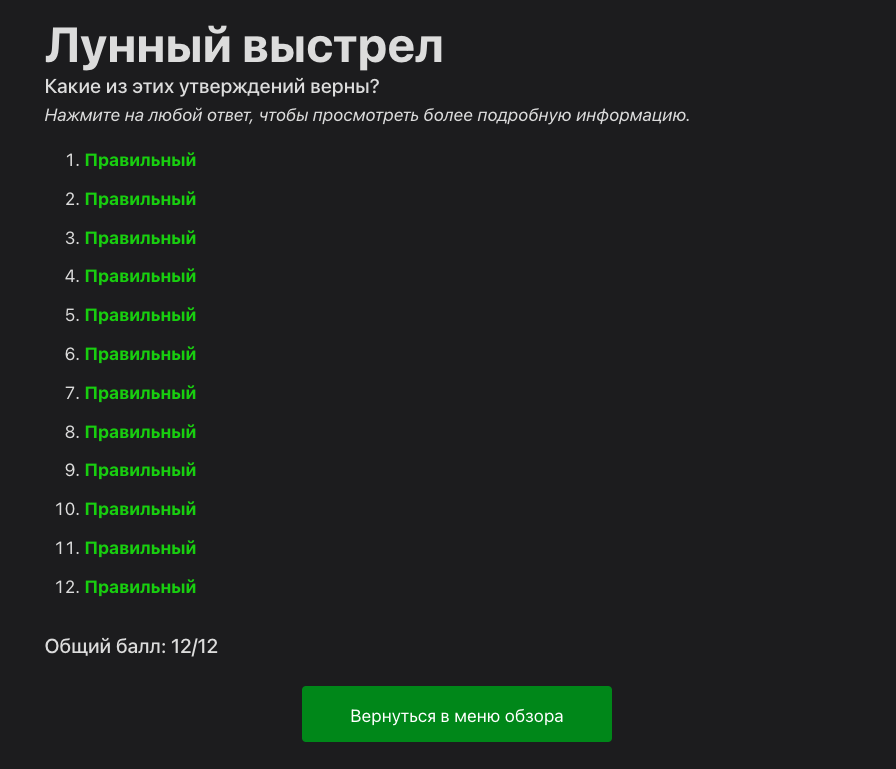 Лунный выстрел
Какие из этих утверждений верны?
Нажмите на любой ответ, чтобы просмотреть более подробную информацию.
1. Правильный
2. Правильный
3. Правильный
4. Правильный
5. Правильный
6. Правильный
7. Правильный
8. Правильный
9. Правильный
10. Правильный
11. Правильный
12. Правильный
Общий балл: 12/12
Вернуться в меню обзора